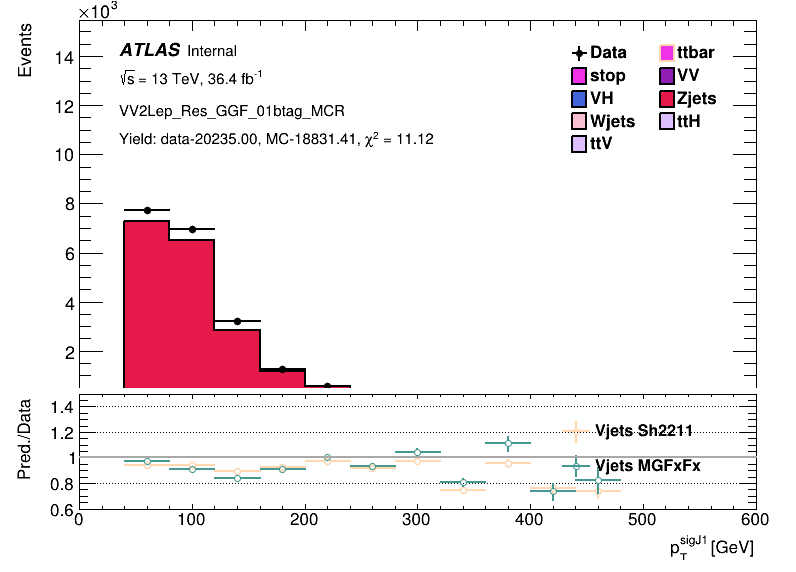 ×10³
Events
14
12
10
8
6
4
2
ATLAS Internal
√s = 13 TeV, 36.4 fb⁻¹
VV2Lep_Res_GGF_01btag_MCR
Yield: data-20235.00, MC-18831.41, χ² = 11.12
Data
ttbar
stop
VV
VH
Zjets
Wjets
ttH
ttV
Pred./Data
1.4
1.2
1
0.8
0.6
Vjets Sh2211
Vjets MGFxFx
0 100 200 300 400 500 600
p_T^sigJ1 [GeV]